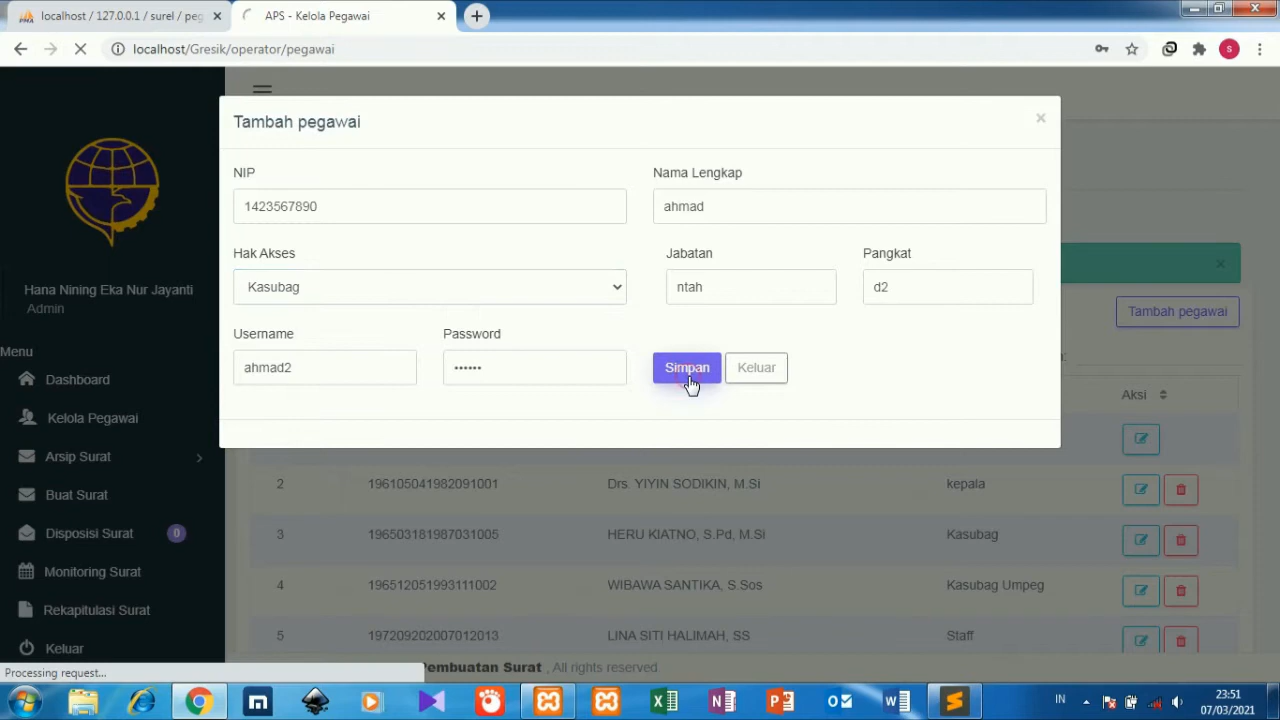 localhost / 127.0.0.1 / surel / peg
APS - Kelola Pegawai
localhost/Gresik/operator/pegawai
S
Tambah pegawai
NIP
Nama Lengkap
1423567890
ahmad
Hak Akses
Jabatan
Pangkat
Kasubag
ntah
d2
Username
Password
ahmad2
••••••
Simpan
Keluar
Hana Nining Eka Nur Jayanti
Admin
Menu
Dashboard
Kelola Pegawai
Arsip Surat
Buat Surat
Disposisi Surat
0
Monitoring Surat
Rekapitulasi Surat
Keluar
Tambah pegawai
Aksi
2 196105041982091001 Drs. YIYIN SODIKIN, M.Si kepala
3 196503181987031005 HERU KIATNO, S.Pd, M.Si Kasubag
4 196512051993111002 WIBAWA SANTIKA, S.Sos Kasubag Umpeg
5 197209202007012013 LINA SITI HALIMAH, SS Staff
Surat , All rights reserved
Processing request...
IN
23:51
07/03/2021